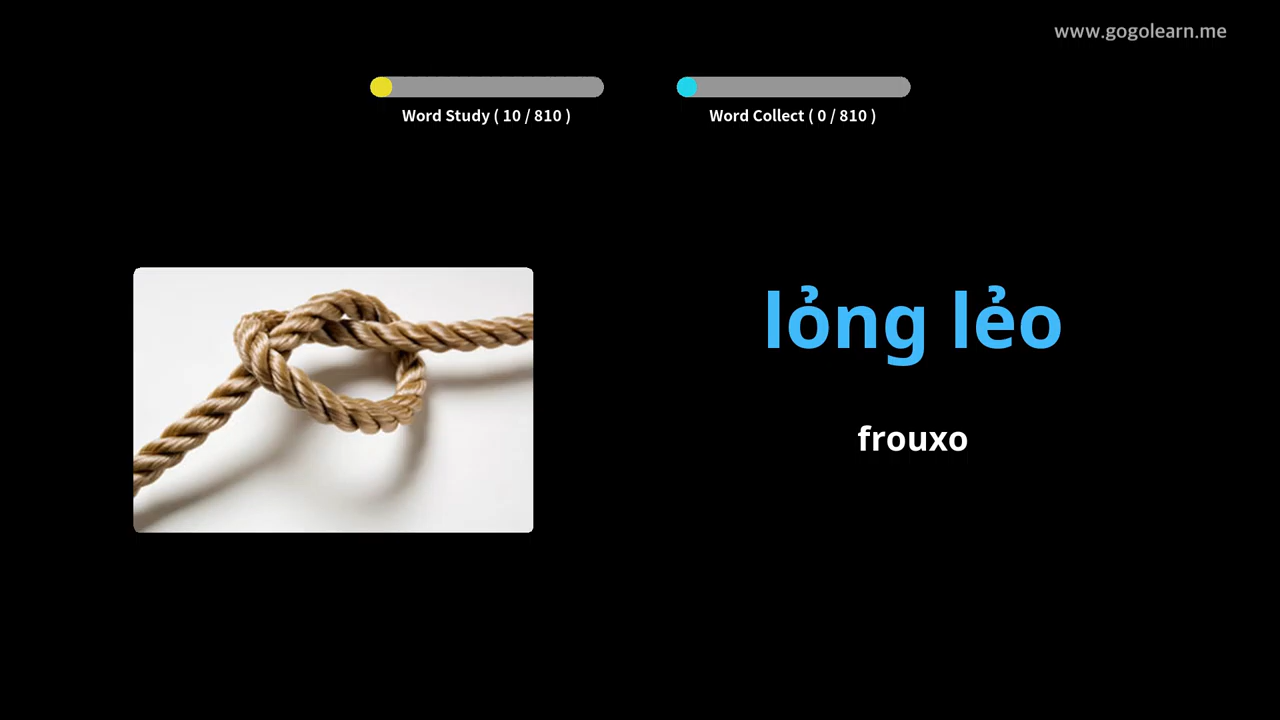 www.gogolearn.me
Word Study ( 10 / 810 )
Word Collect ( 0 / 810 )
lỏng lẻo
frouxo